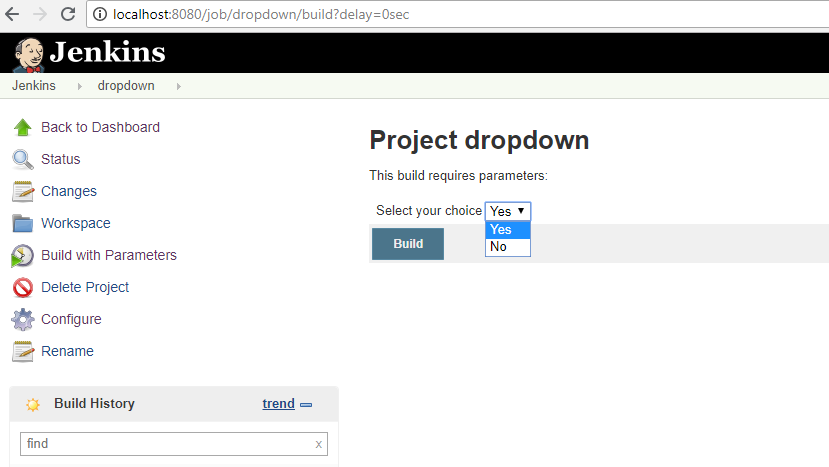 localhost:8080/job/dropdown/build?delay=0sec
Jenkins
Jenkins dropdown
Back to Dashboard
Status
Changes
Workspace
Build with Parameters
Delete Project
Configure
Rename
Build History trend
find x
Project dropdown
This build requires parameters:
Select your choice Yes
Yes
No
Build